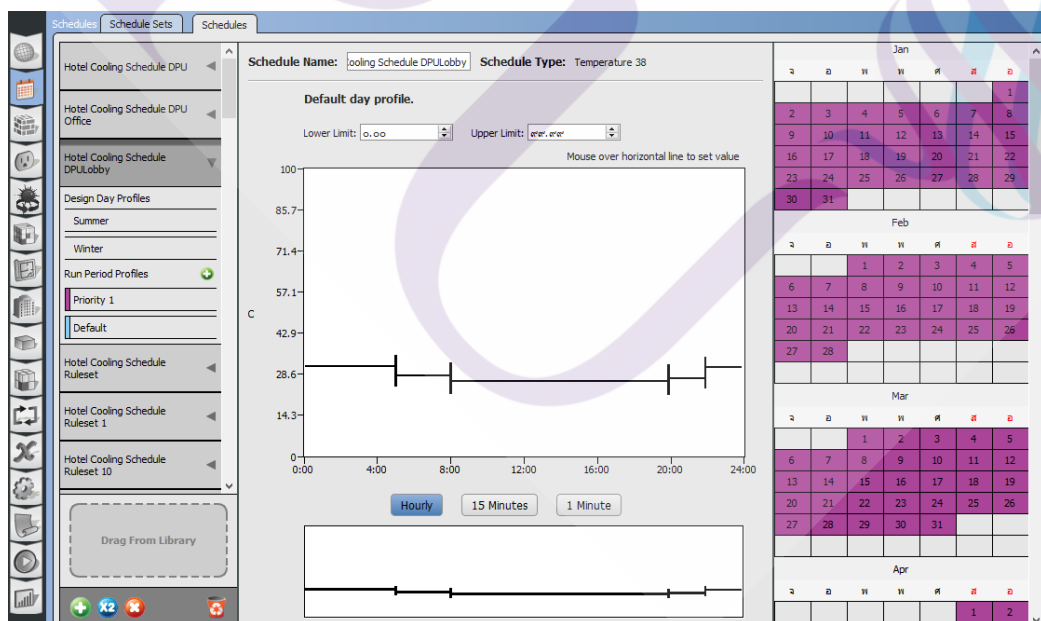 Schedules Schedule Sets Schedules
Hotel Cooling Schedule DPU
Hotel Cooling Schedule DPU
Office
Hotel Cooling Schedule
DPULobby
Design Day Profiles
Summer
Winter
Run Period Profiles
Priority 1
Default
Hotel Cooling Schedule
Ruleset
Hotel Cooling Schedule
Ruleset 1
Hotel Cooling Schedule
Ruleset 10
Drag From Library
X2
Schedule Name: Cooling Schedule DPULobby Schedule Type: Temperature 38
Default day profile.
Lower Limit: ๐.๐๐ Upper Limit: ๙๙.๙๙
Mouse over horizontal line to set value
100
85.7
71.4
57.1
C
42.9
28.6
14.3
0
0:00 4:00 8:00 12:00 16:00 20:00 24:00
Hourly 15 Minutes 1 Minute
Jan
จ อ พ พ ศ ส อ
1
2 3 4 5 6 7 8
9 10 11 12 13 14 15
16 17 18 19 20 21 22
23 24 25 26 27 28 29
30 31
Feb
จ อ พ พ ศ ส อ
1 2 3 4 5
6 7 8 9 10 11 12
13 14 15 16 17 18 19
20 21 22 23 24 25 26
27 28
Mar
จ อ พ พ ศ ส อ
1 2 3 4 5
6 7 8 9 10 11 12
13 14 15 16 17 18 19
20 21 22 23 24 25 26
27 28 29 30 31
Apr
จ อ พ พ ศ ส อ
1 2